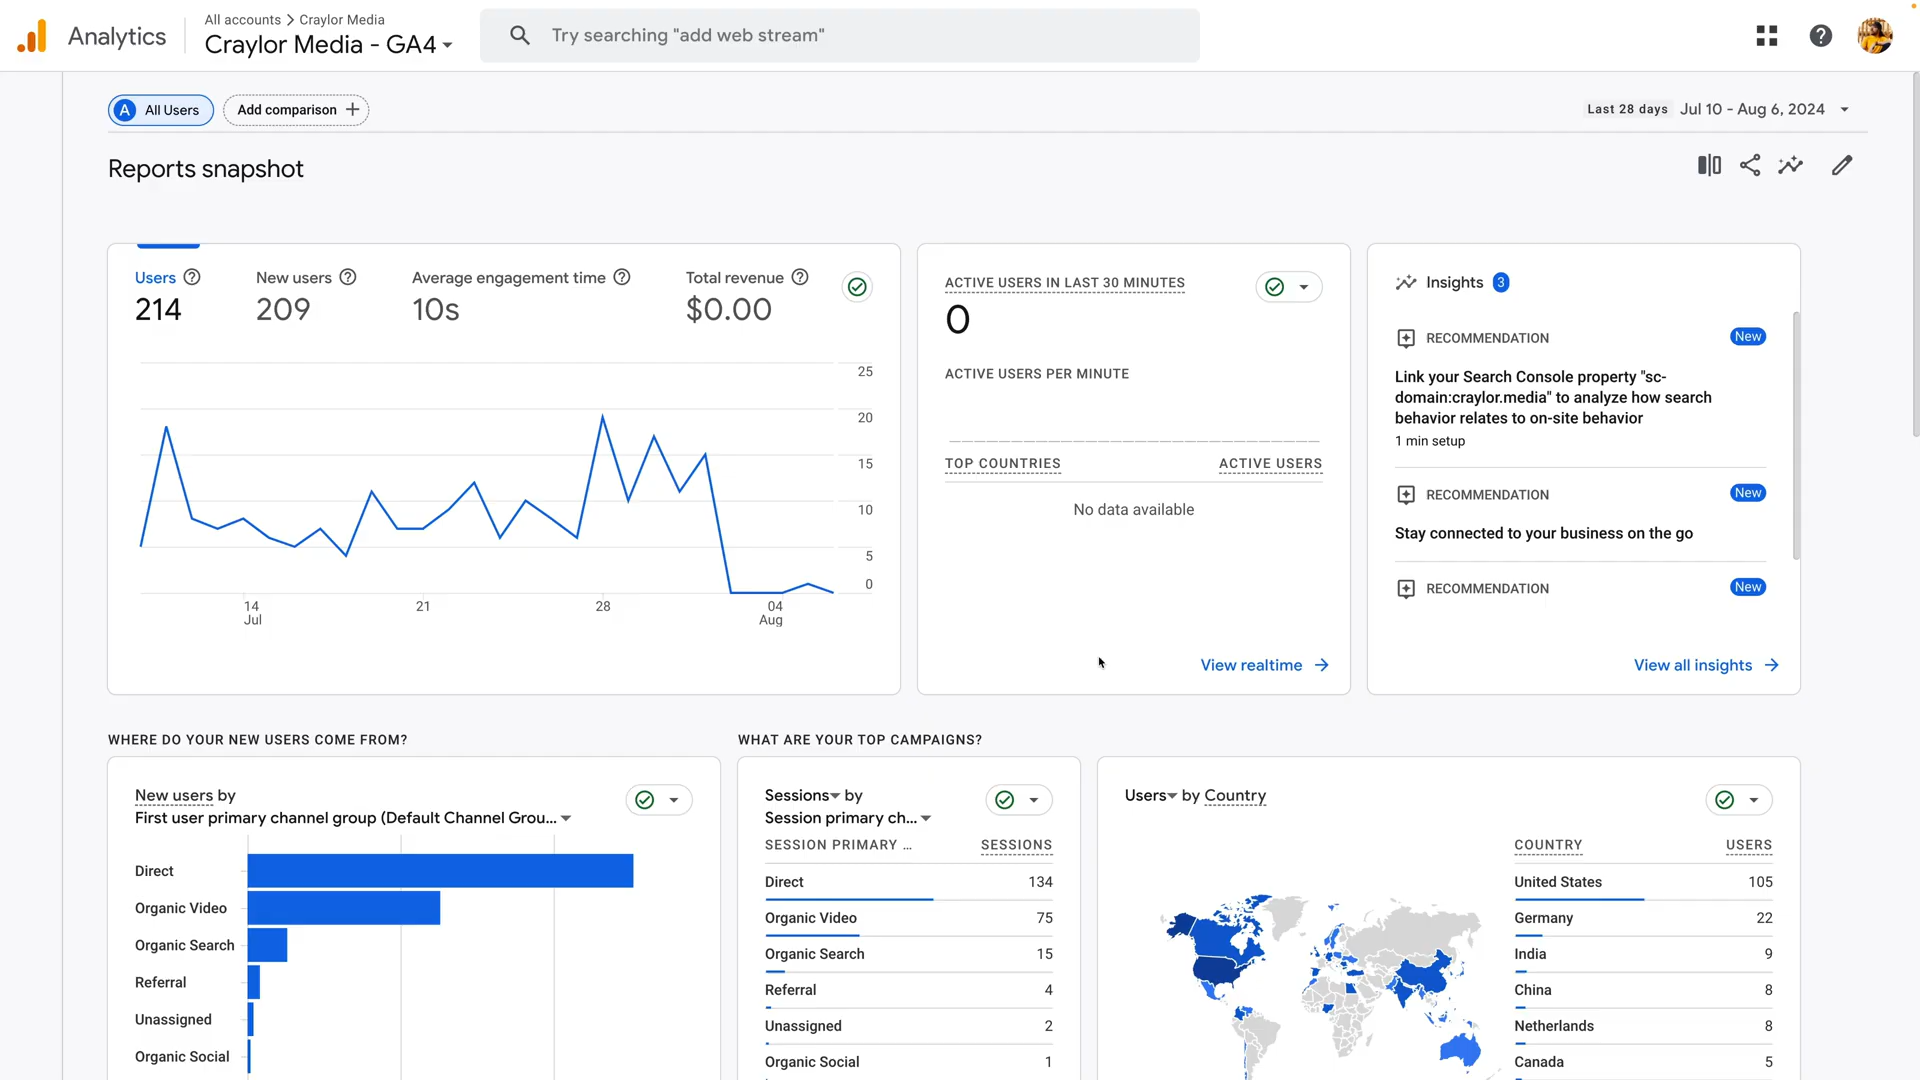 Analytics
All accounts > Craylor Media
Craylor Media - GA4
Try searching "add web stream"
A All Users
Add comparison +
Last 28 days Jul 10 - Aug 6, 2024
Reports snapshot
Users
214
New users
209
Average engagement time
10s
Total revenue
$0.00
25
20
15
10
5
0
14
Jul
21
28
04
Aug
ACTIVE USERS IN LAST 30 MINUTES
0
ACTIVE USERS PER MINUTE
TOP COUNTRIES ACTIVE USERS
No data available
View realtime
Insights 3
RECOMMENDATION New
Link your Search Console property "sc-
domain:craylor.media" to analyze how search
behavior relates to on-site behavior
1 min setup
RECOMMENDATION New
Stay connected to your business on the go
RECOMMENDATION New
View all insights
WHERE DO YOUR NEW USERS COME FROM?
New users by
First user primary channel group (Default Channel Grou...
Direct
Organic Video
Organic Search
Referral
Unassigned
Organic Social
WHAT ARE YOUR TOP CAMPAIGNS?
Sessions by
Session primary ch...
SESSION PRIMARY ... SESSIONS
Direct 134
Organic Video 75
Organic Search 15
Referral 4
Unassigned 2
Organic Social 1
Users by Country
COUNTRY USERS
United States 105
Germany 22
India 9
China 8
Netherlands 8
Canada 5